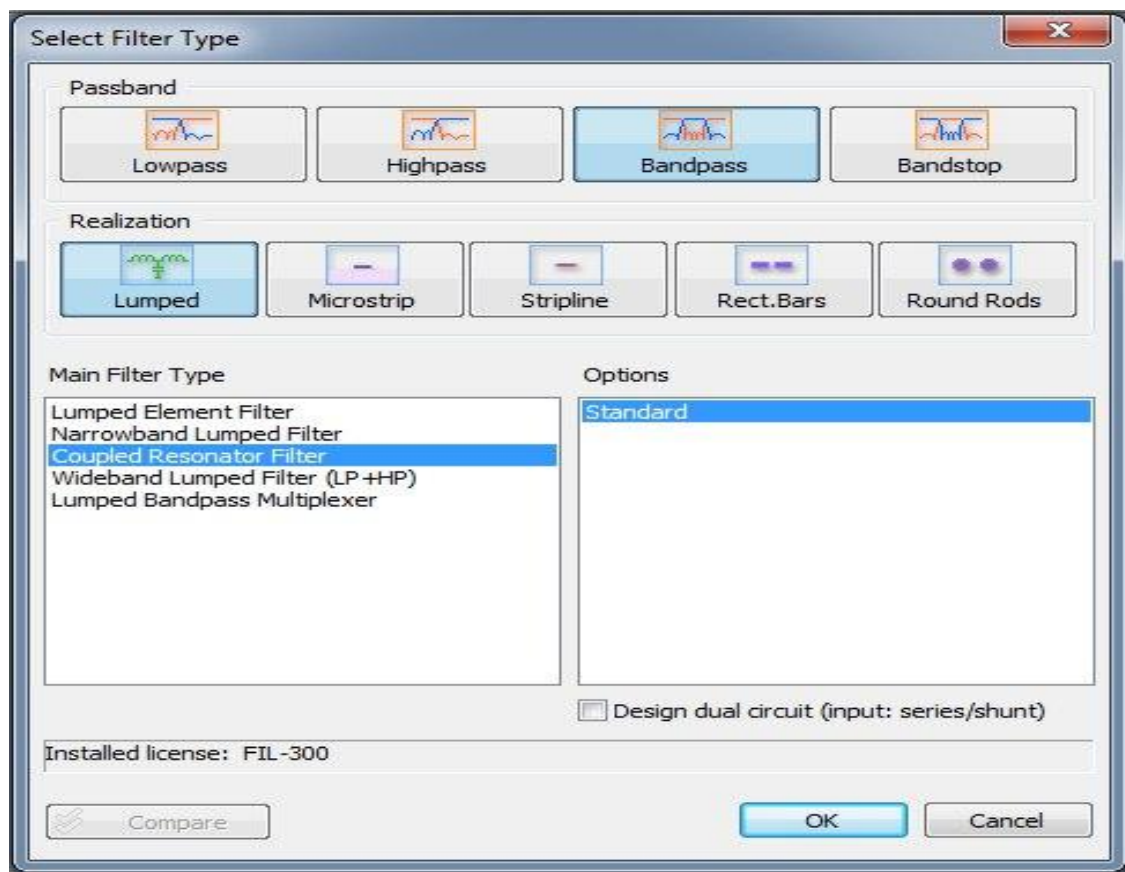 Select Filter Type
Passband
Lowpass
Highpass
Bandpass
Bandstop
Realization
Lumped
Microstrip
Stripline
Rect.Bars
Round Rods
Main Filter Type
Lumped Element Filter
Narrowband Lumped Filter
Coupled Resonator Filter
Wideband Lumped Filter (LP+HP)
Lumped Bandpass Multiplexer
Options
Standard
Design dual circuit (input: series/shunt)
Installed license: FIL-300
Compare
OK
Cancel